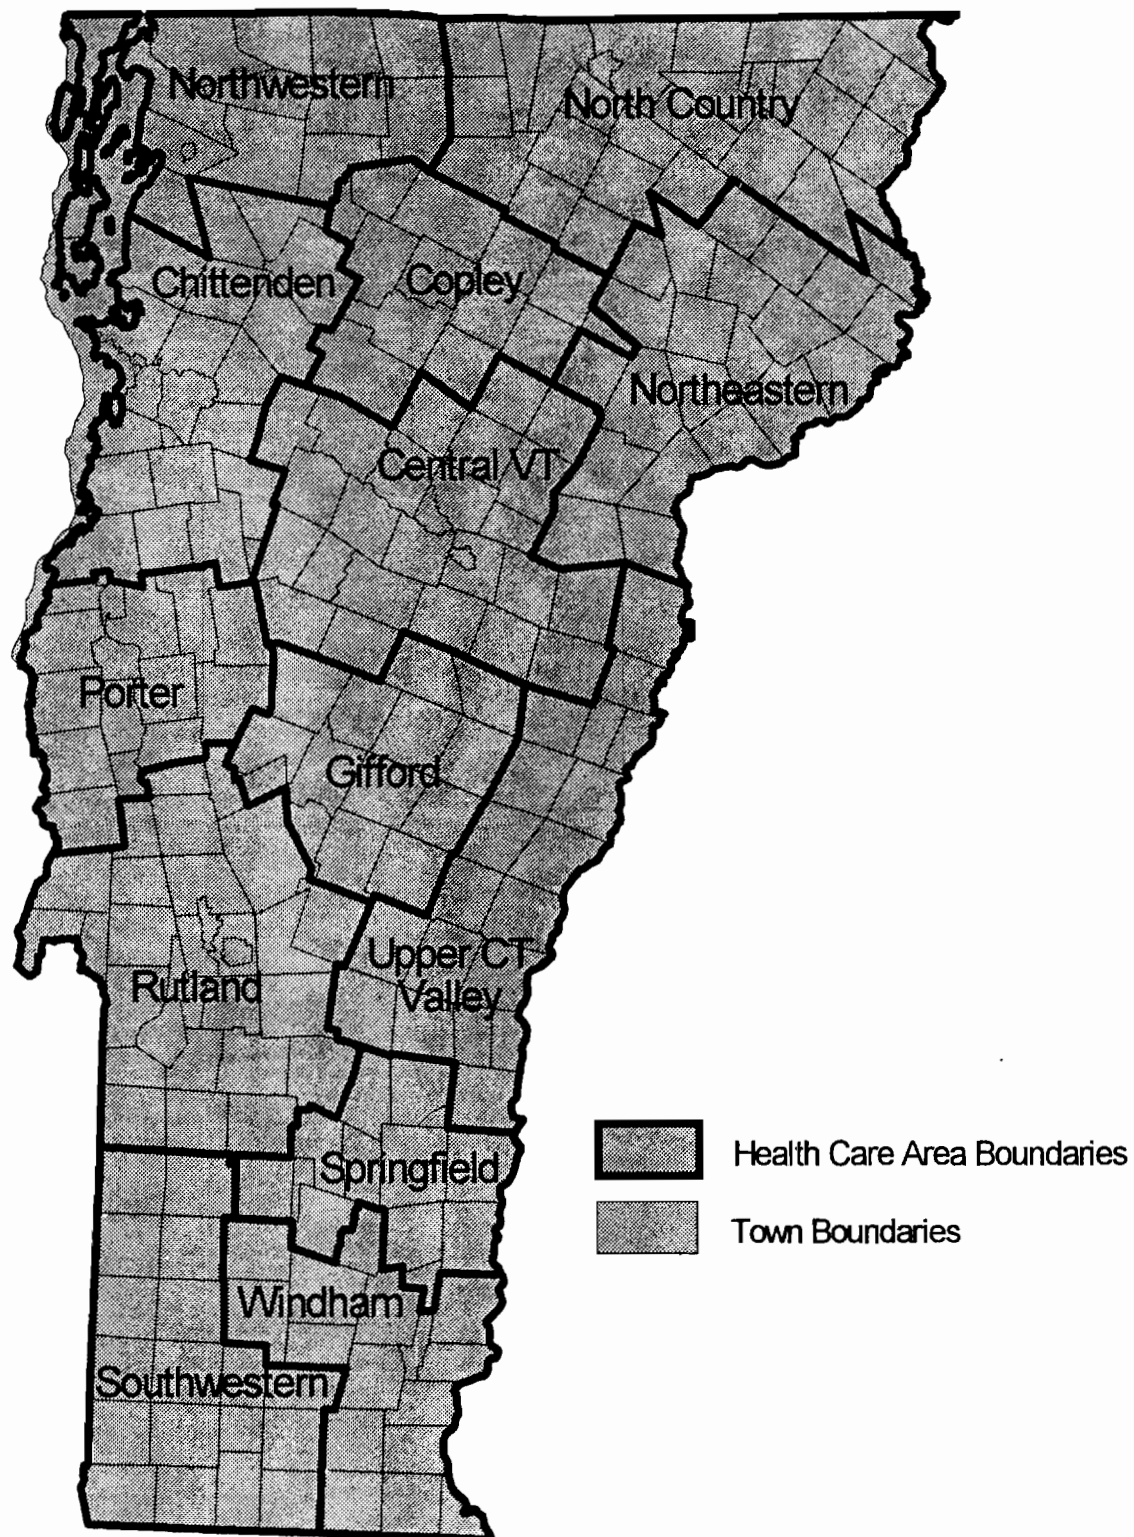 Northwestern
North Country
Chittenden
Copley
Northeastern
Central VT
Porter
Gifford
Upper CT
Valley
Rutland
Health Care Area Boundaries
Springfield
Town Boundaries
Windham
Southwestern